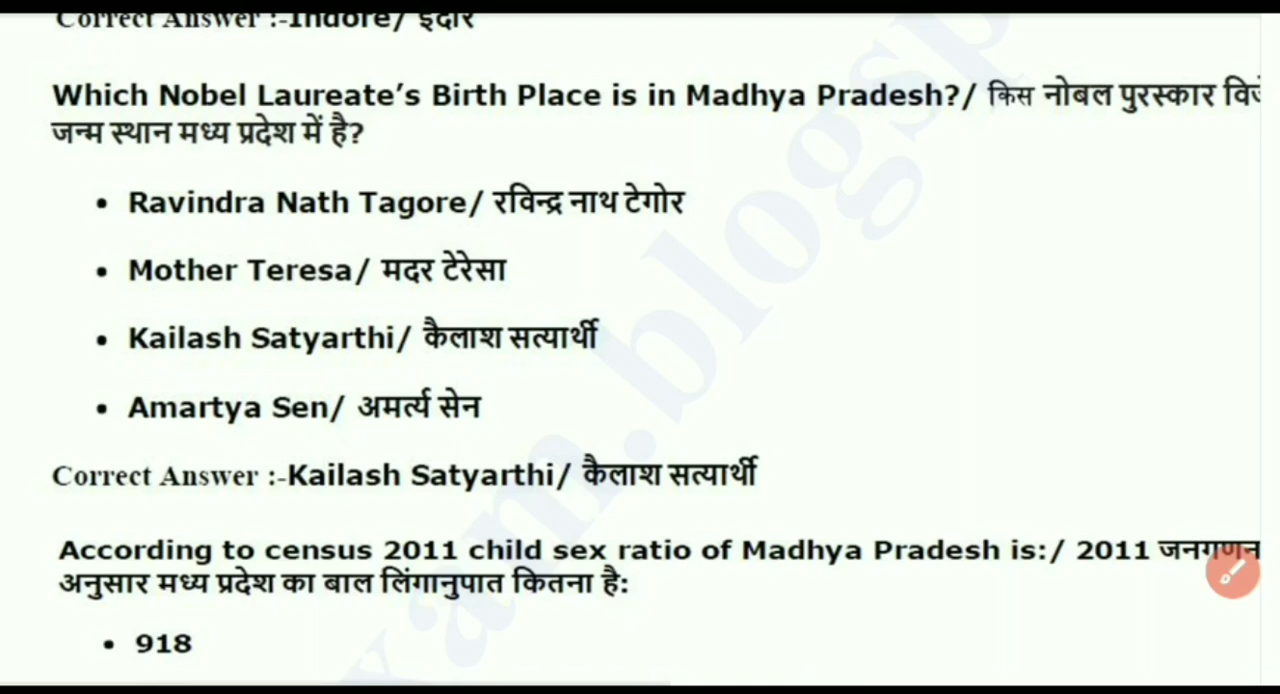 Correct Answer :-Indore/ इंदौर
Which Nobel Laureate’s Birth Place is in Madhya Pradesh?/ किस नोबल पुरस्कार
जन्म स्थान मध्य प्रदेश में है?
• Ravindra Nath Tagore/ रविन्द्र नाथ टेगोर
• Mother Teresa/ मदर टेरेसा
• Kailash Satyarthi/ कैलाश सत्यार्थी
• Amartya Sen/ अमर्त्य सेन
Correct Answer :-Kailash Satyarthi/ कैलाश सत्यार्थी
According to census 2011 child sex ratio of Madhya Pradesh is:/ 2011
अनुसार मध्य प्रदेश का बाल लिंगानुपात कितना है:
• 918